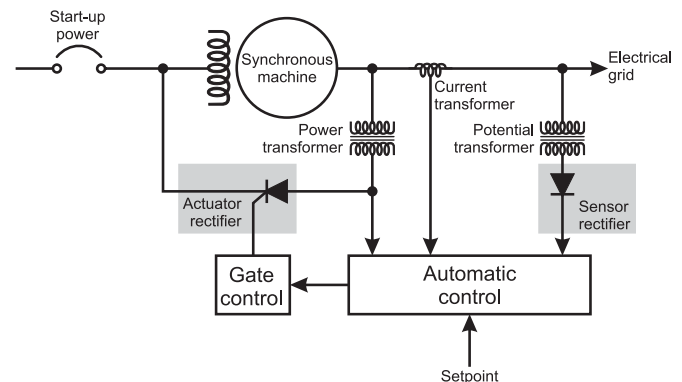 Start-up
power
Synchronous
machine
Electrical
grid
Current
transformer
Power
transformer
Potential
transformer
Actuator
rectifier
Sensor
rectifier
Gate
control
Automatic
control
Setpoint